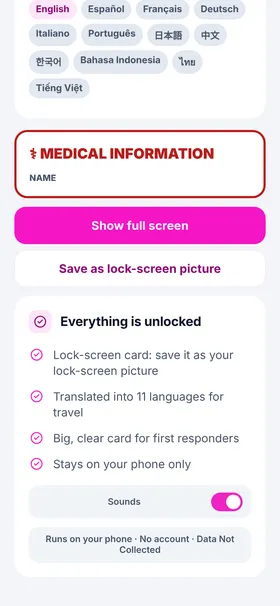 English Español Français Deutsch
Italiano Português 日本語 中文
한국어 Bahasa Indonesia ไทย
Tiếng Việt
⚕ MEDICAL INFORMATION
NAME
Show full screen
Save as lock-screen picture
Everything is unlocked
Lock-screen card: save it as your
lock-screen picture
Translated into 11 languages for
travel
Big, clear card for first responders
Stays on your phone only
Sounds
Runs on your phone · No account · Data Not
Collected